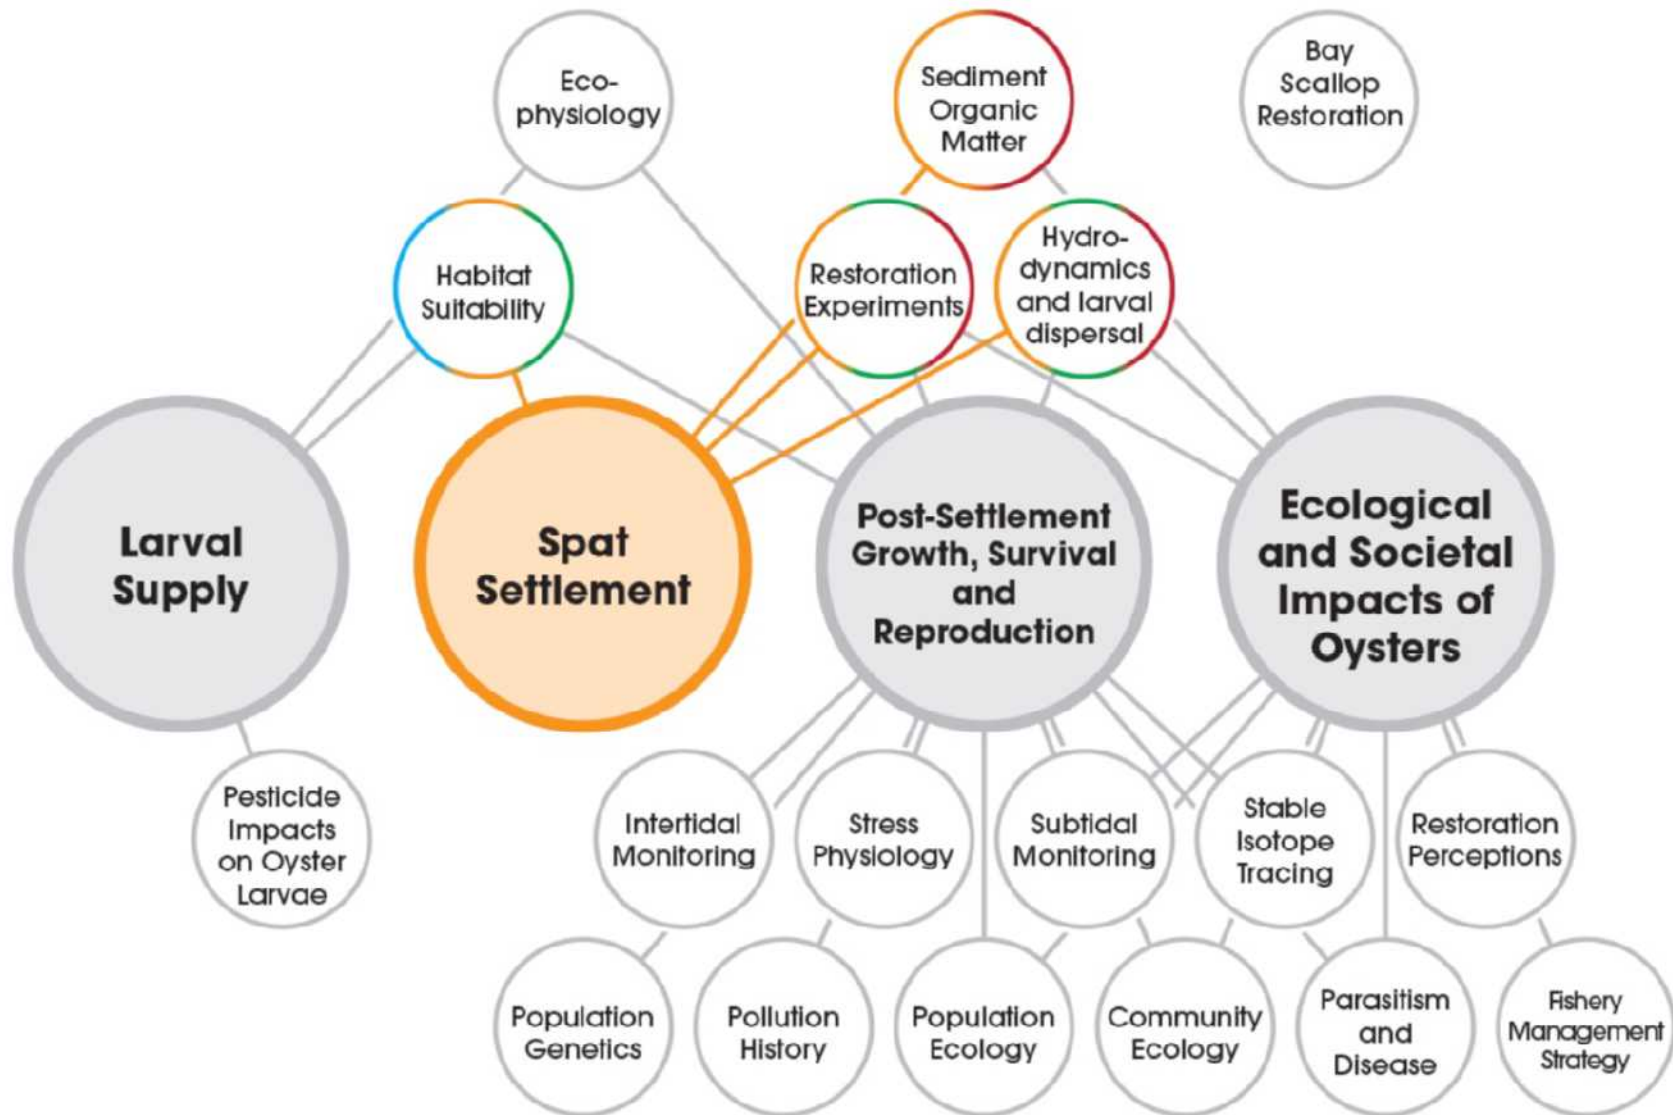 Eco-
physiology
Sediment
Organic
Matter
Bay
Scallop
Restoration
Habitat
Suitability
Restoration
Experiments
Hydro-
dynamics
and larval
dispersal
Larval
Supply
Spat
Settlement
Post-Settlement
Growth, Survival
and
Reproduction
Ecological
and Societal
Impacts of
Oysters
Pesticide
Impacts
on Oyster
Larvae
Intertidal
Monitoring
Stress
Physiology
Subtidal
Monitoring
Stable
Isotope
Tracing
Restoration
Perceptions
Population
Genetics
Pollution
History
Population
Ecology
Community
Ecology
Parasitism
and
Disease
Fishery
Management
Strategy